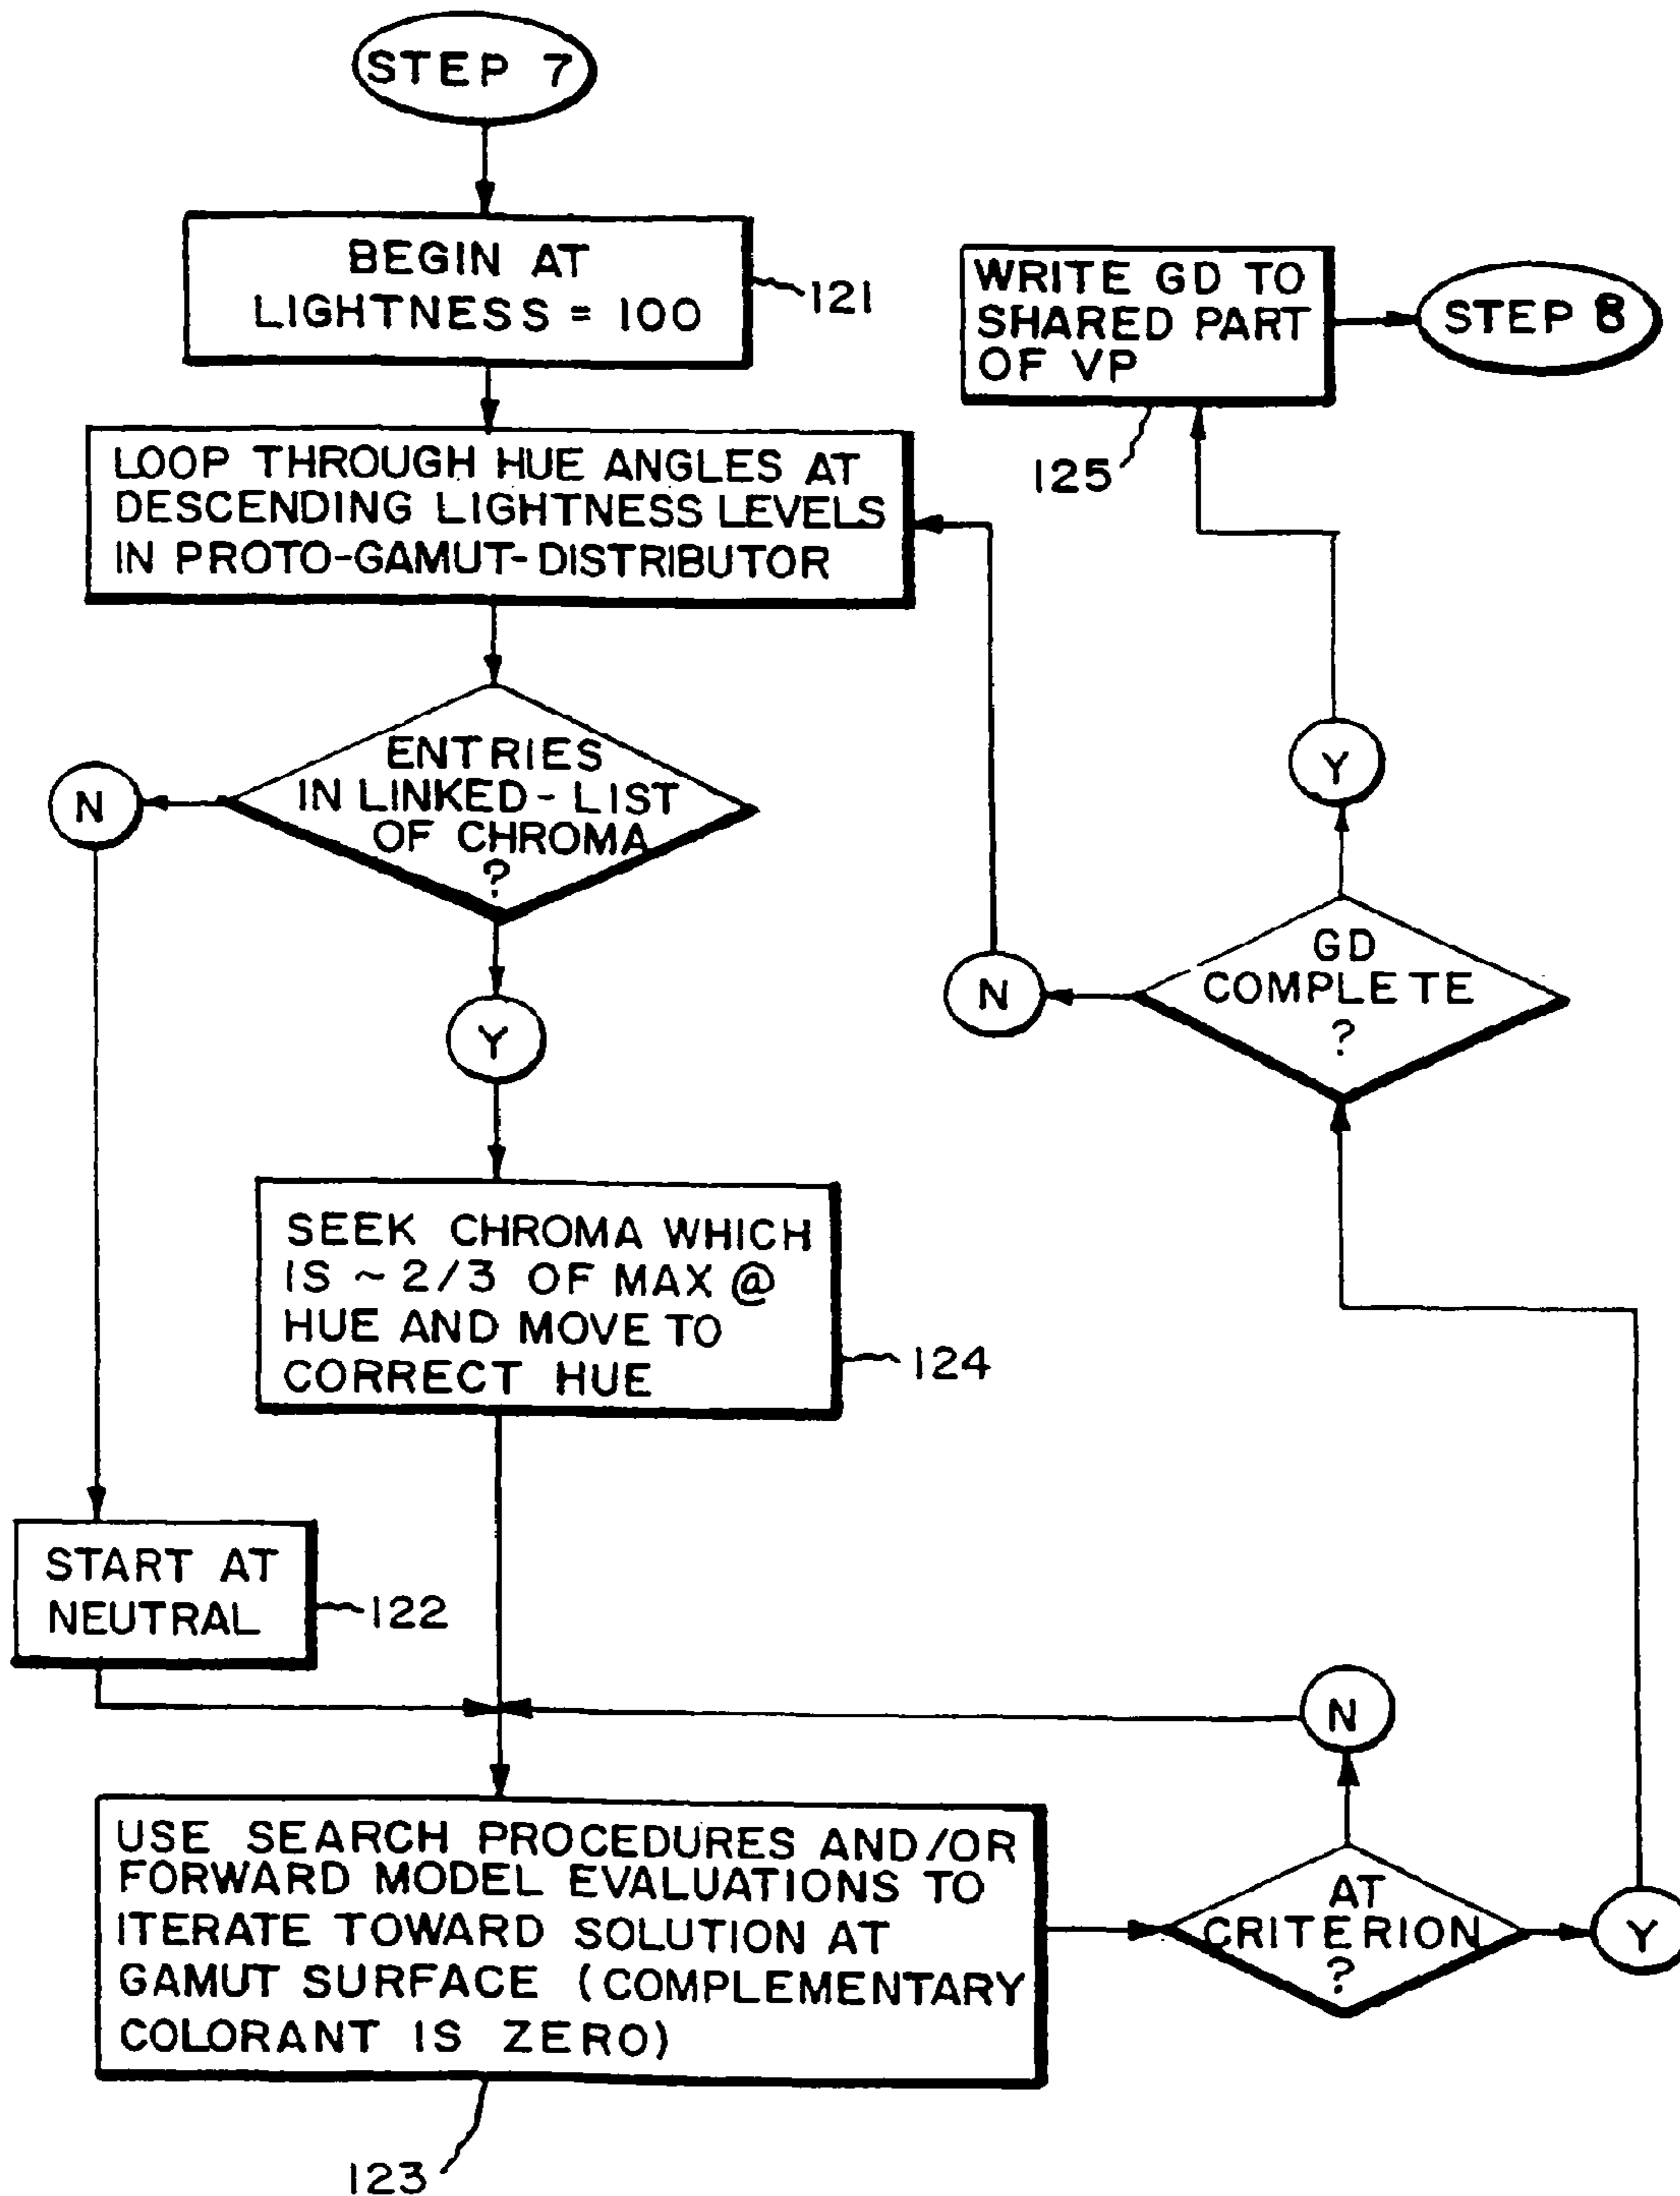 STEP 7
BEGIN AT
LIGHTNESS = 100
121
LOOP THROUGH HUE ANGLES AT
DESCENDING LIGHTNESS LEVELS
IN PROTO-GAMUT-DISTRIBUTOR
ENTRIES
IN LINKED-LIST
OF CHROMA
?
N
Y
SEEK CHROMA WHICH
IS ~ 2/3 OF MAX @
HUE AND MOVE TO
CORRECT HUE
124
START AT
NEUTRAL
122
USE SEARCH PROCEDURES AND/OR
FORWARD MODEL EVALUATIONS TO
ITERATE TOWARD SOLUTION AT
GAMUT SURFACE (COMPLEMENTARY
COLORANT IS ZERO)
123
AT
CRITERION
?
N
Y
GD
COMPLETE
?
N
Y
WRITE GD TO
SHARED PART
OF VP
125
STEP 8